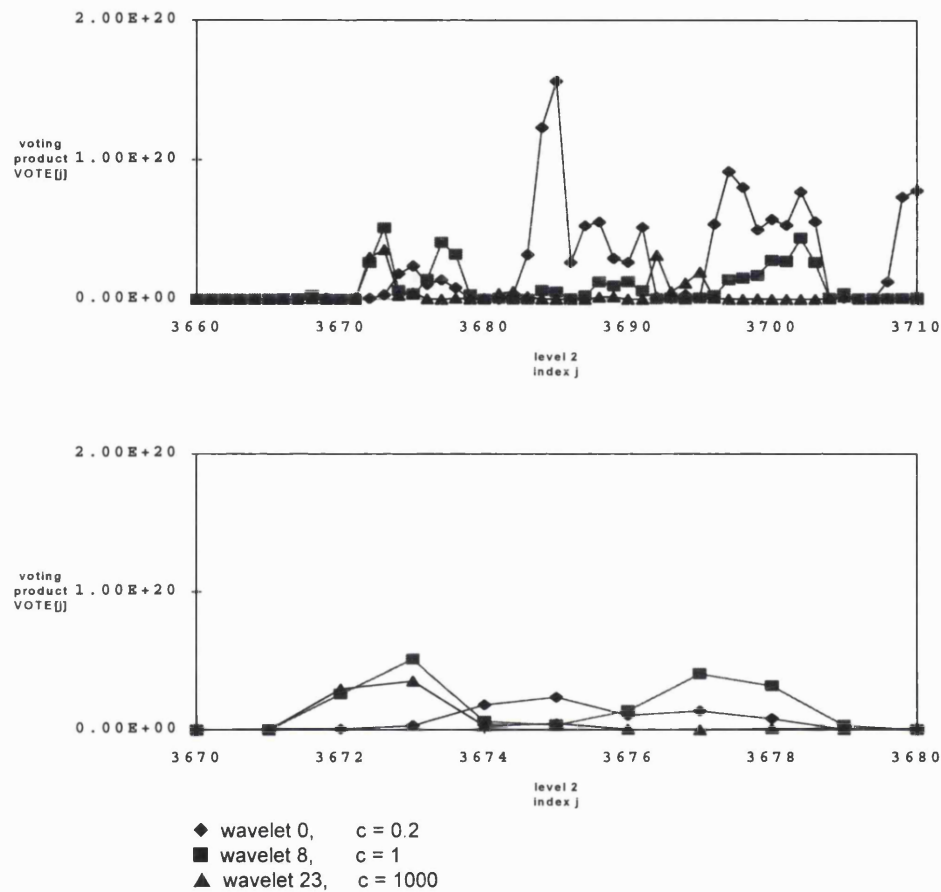 2.00E+20
voting
product 1.00E+20
VOTE[j]
0.00E+00
3660 3670 3680 3690 3700 3710
level 2
index j
2.00E+20
voting
product 1.00E+20
VOTE[j]
0.00E+00
3670 3672 3674 3676 3678 3680
level 2
index j
wavelet 0, c = 0.2
wavelet 8, c = 1
wavelet 23, c = 1000